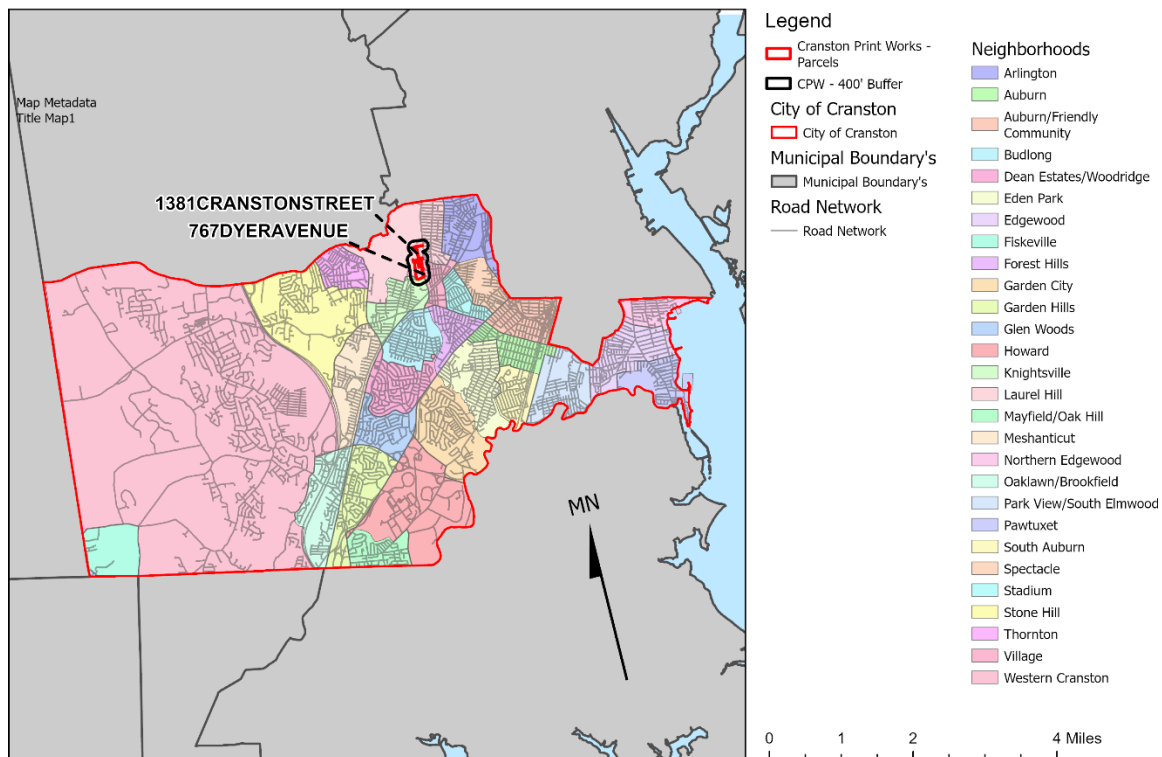 Map Metadata
Title Map1
1381CRANSTONSTREET
767DYERAVENUE
MN
Legend
Cranston Print Works -
Parcels
CPW - 400' Buffer
City of Cranston
City of Cranston
Municipal Boundary's
Municipal Boundary's
Road Network
Road Network
Neighborhoods
Arlington
Auburn
Auburn/Friendly
Community
Budlong
Dean Estates/Woodridge
Eden Park
Edgewood
Fiskeville
Forest Hills
Garden City
Garden Hills
Glen Woods
Howard
Knightsville
Laurel Hill
Mayfield/Oak Hill
Meshanticut
Northern Edgewood
Oaklawn/Brookfield
Park View/South Elmwood
Pawtuxet
South Auburn
Spectacle
Stadium
Stone Hill
Thornton
Village
Western Cranston
0 1 2 4 Miles